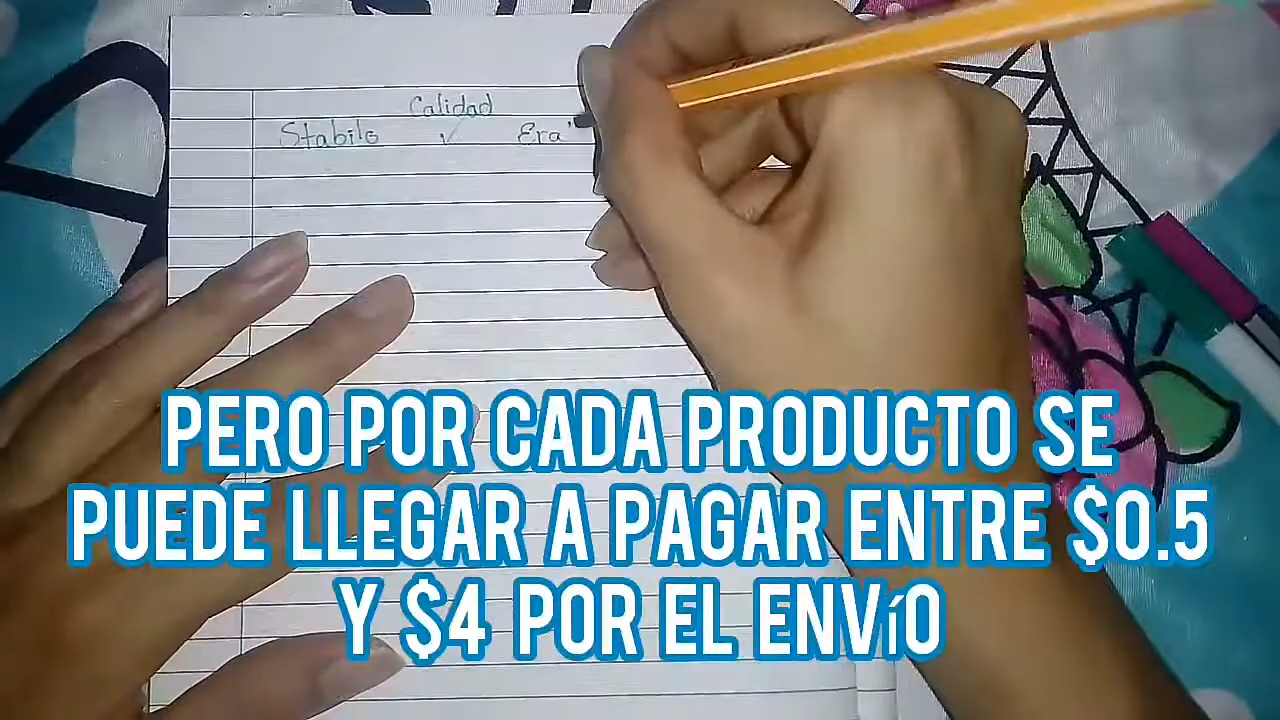 Calidad
Stabilo ✓ Era
PERO POR CADA PRODUCTO SE
PUEDE LLEGAR A PAGAR ENTRE $0.5
Y $4 POR EL ENVíO